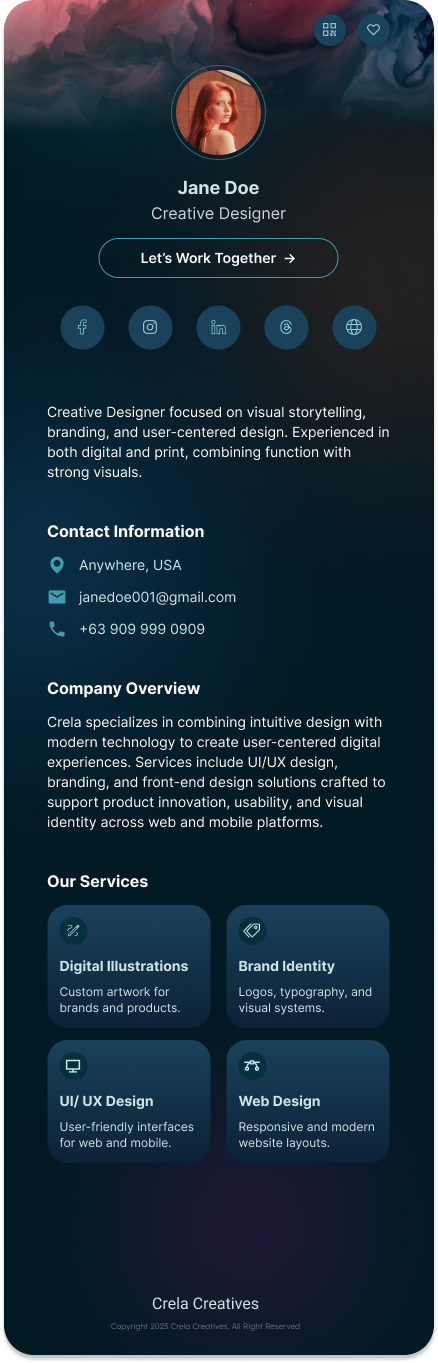 Jane Doe
Creative Designer
Let's Work Together →
Creative Designer focused on visual storytelling,
branding, and user-centered design. Experienced in
both digital and print, combining function with
strong visuals.
Contact Information
Anywhere, USA
janedoe001@gmail.com
+63 909 999 0909
Company Overview
Crela specializes in combining intuitive design with
modern technology to create user-centered digital
experiences. Services include UI/UX design,
branding, and front-end design solutions crafted to
support product innovation, usability, and visual
identity across web and mobile platforms.
Our Services
Digital Illustrations
Custom artwork for
brands and products.
Brand Identity
Logos, typography, and
visual systems.
UI/ UX Design
User-friendly interfaces
for web and mobile.
Web Design
Responsive and modern
website layouts.
Crela Creatives
Copyright 2025 Crela Creatives. All Right Reserved